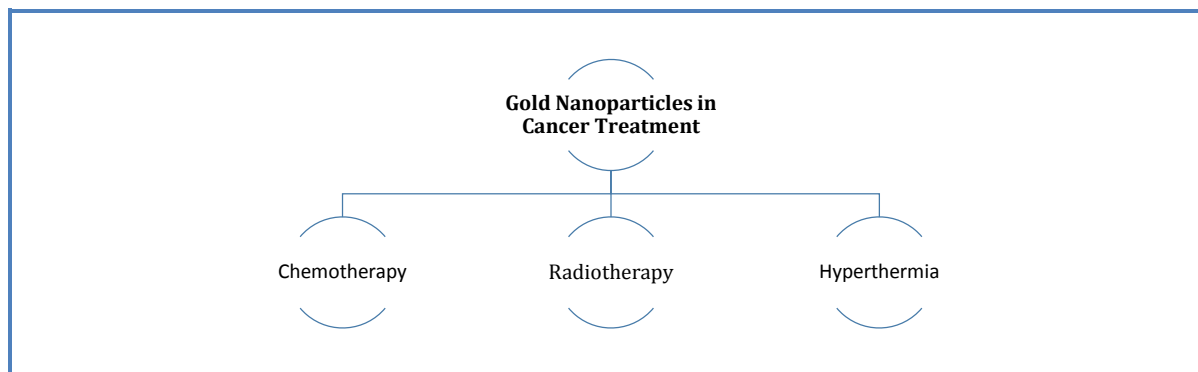 Gold Nanoparticles in
Cancer Treatment
Chemotherapy
Radiotherapy
Hyperthermia